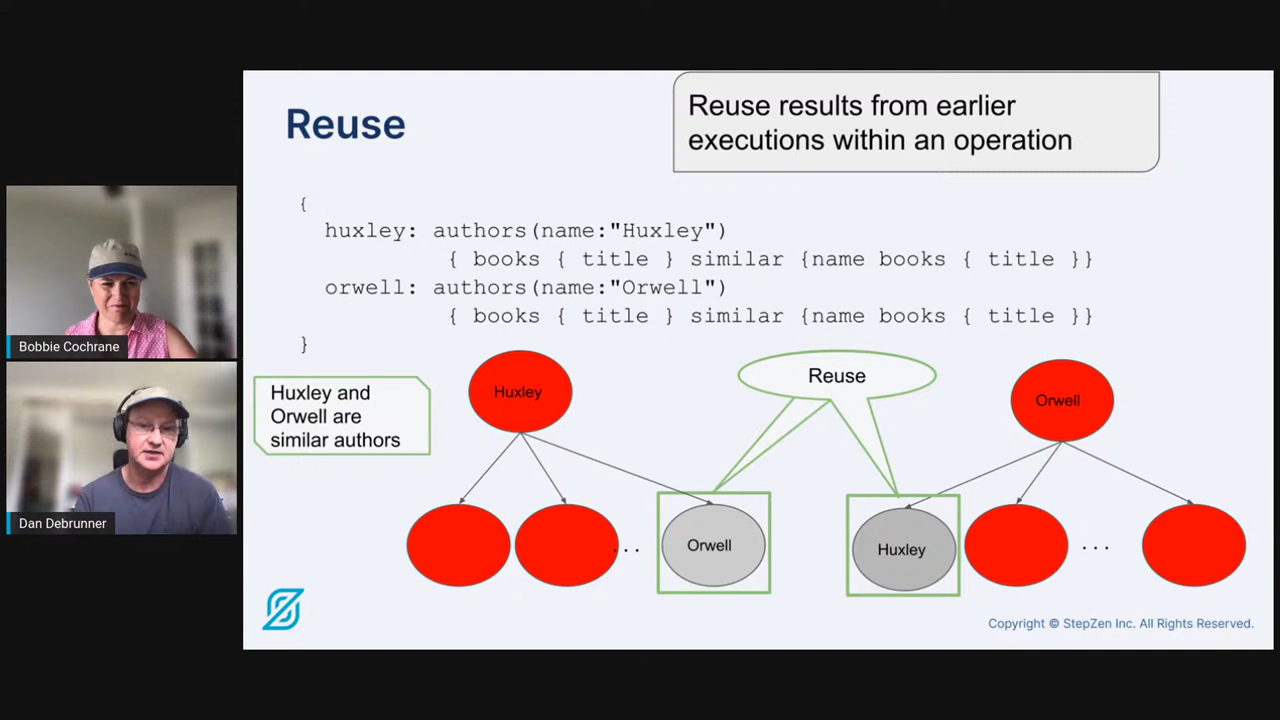 Reuse
Reuse results from earlier
executions within an operation
{
huxley: authors(name:"Huxley")
{ books { title } similar {name books { title }}
orwell: authors(name:"Orwell")
{ books { title } similar {name books { title }}
}
Bobbie Cochrane
Dan Debrunner
Huxley and
Orwell are
similar authors
Huxley
Reuse
Orwell
...
Orwell
Huxley
...
Copyright © StepZen Inc. All Rights Reserved.